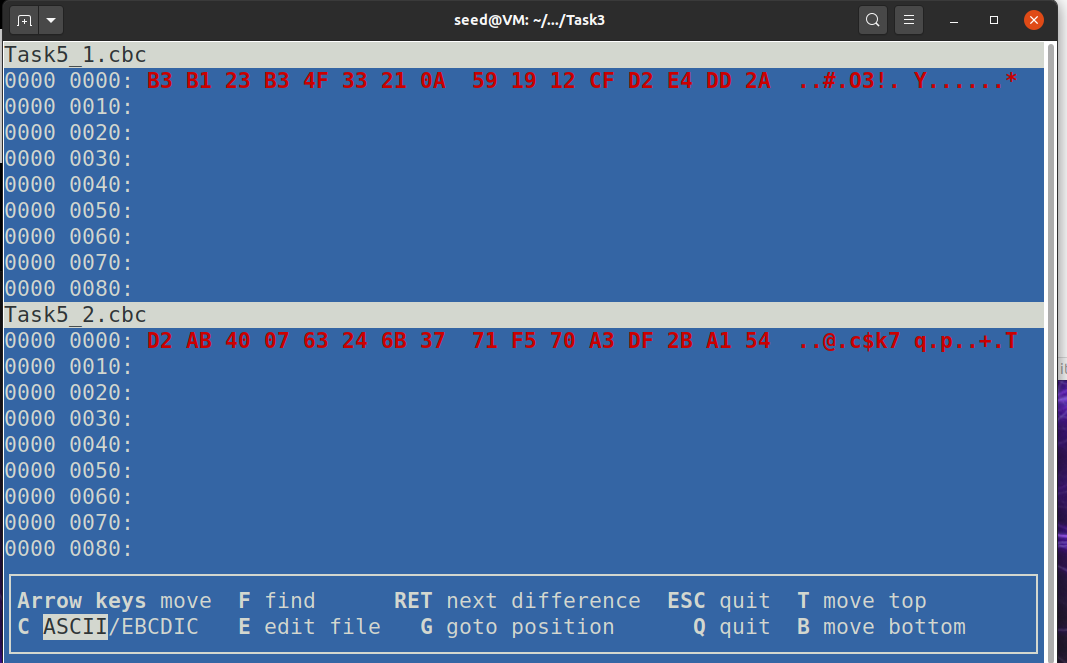 seed@VM: ~/.../Task3
Task5_1.cbc
0000 0000: B3 B1 23 B3 4F 33 21 0A 59 19 12 CF D2 E4 DD 2A ..#.O3!. Y......*
0000 0010:
0000 0020:
0000 0030:
0000 0040:
0000 0050:
0000 0060:
0000 0070:
0000 0080:
Task5_2.cbc
0000 0000: D2 AB 40 07 63 24 6B 37 71 F5 70 A3 DF 2B A1 54 ..@.c$k7 q.p..+.T
0000 0010:
0000 0020:
0000 0030:
0000 0040:
0000 0050:
0000 0060:
0000 0070:
0000 0080:
Arrow keys move F find RET next difference ESC quit T move top
C ASCII/EBCDIC E edit file G goto position Q quit B move bottom